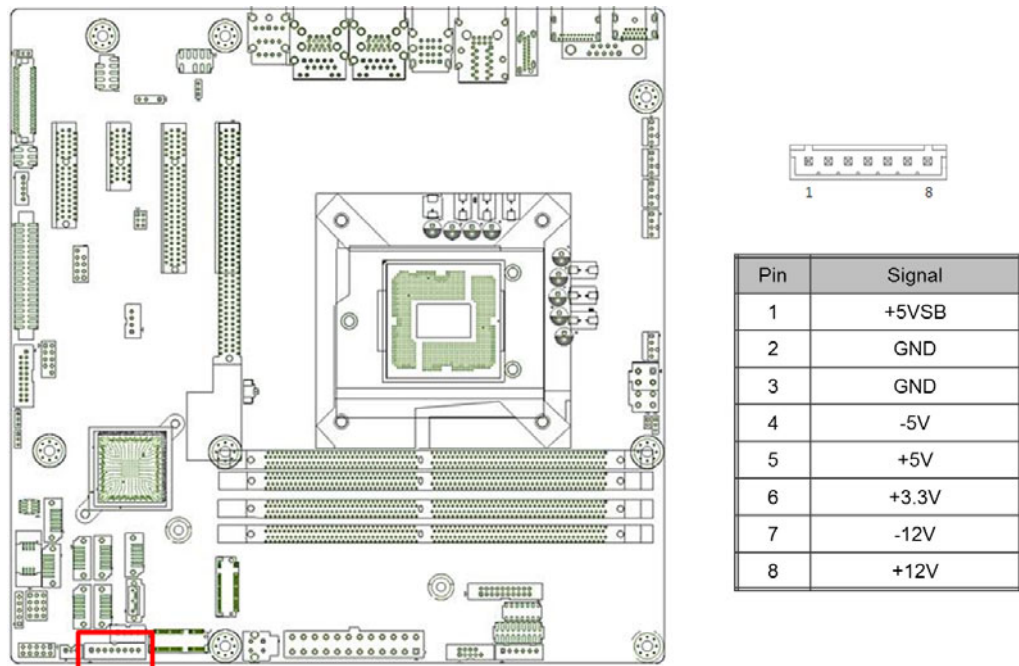 1 8
Pin Signal
1 +5VSB
2 GND
3 GND
4 -5V
5 +5V
6 +3.3V
7 -12V
8 +12V